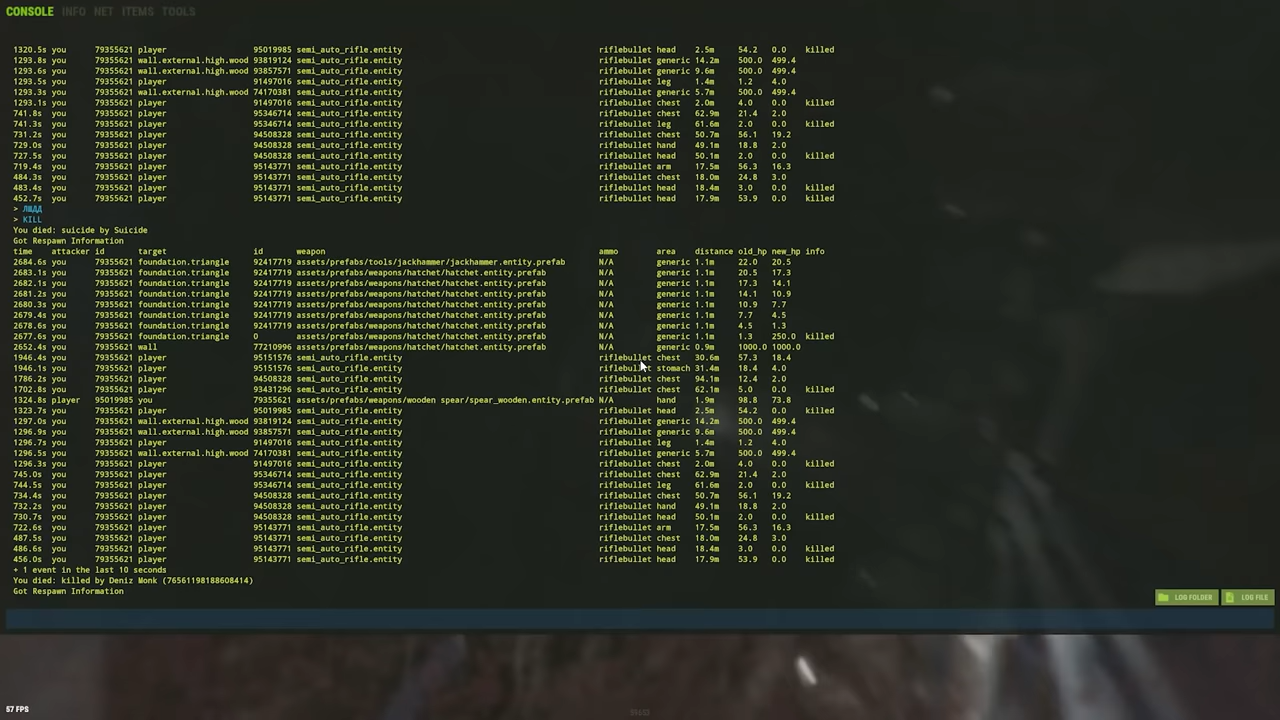 CONSOLE INFO NET ITEMS TOOLS
1320.5s you 79355621 player 95019985 semi_auto_rifle.entity riflebullet head 2.5m 54.2 0.0 killed
1293.8s you 79355621 wall.external.high.wood 93819124 semi_auto_rifle.entity riflebullet generic 14.2m 500.0 499.4
1293.6s you 79355621 wall.external.high.wood 93857571 semi_auto_rifle.entity riflebullet generic 9.6m 500.0 499.4
1293.5s you 79355621 player 91497016 semi_auto_rifle.entity riflebullet leg 1.4m 1.2 4.0
1293.3s you 79355621 wall.external.high.wood 74170381 semi_auto_rifle.entity riflebullet generic 5.7m 500.0 499.4
1293.1s you 79355621 player 91497016 semi_auto_rifle.entity riflebullet chest 2.0m 4.0 0.0 killed
741.8s you 79355621 player 95346714 semi_auto_rifle.entity riflebullet chest 62.9m 21.4 2.0
741.3s you 79355621 player 95346714 semi_auto_rifle.entity riflebullet leg 61.6m 2.0 0.0 killed
731.2s you 79355621 player 94508328 semi_auto_rifle.entity riflebullet chest 50.7m 56.1 19.2
729.0s you 79355621 player 94508328 semi_auto_rifle.entity riflebullet hand 49.1m 18.8 2.0
727.5s you 79355621 player 94508328 semi_auto_rifle.entity riflebullet head 50.1m 2.0 0.0 killed
719.4s you 79355621 player 95143771 semi_auto_rifle.entity riflebullet arm 17.5m 56.3 16.3
484.3s you 79355621 player 95143771 semi_auto_rifle.entity riflebullet chest 18.0m 24.8 3.0
483.4s you 79355621 player 95143771 semi_auto_rifle.entity riflebullet head 18.4m 3.0 0.0 killed
452.7s you 79355621 player 95143771 semi_auto_rifle.entity riflebullet head 17.9m 53.9 0.0 killed
> ЛШДД
> KILL
You died: suicide by Suicide
Got Respawn Information
time attacker id target id weapon ammo area distance old_hp new_hp info
2684.6s you 79355621 foundation.triangle 92417719 assets/prefabs/tools/jackhammer/jackhammer.entity.prefab N/A generic 1.1m 22.0 20.5
2683.1s you 79355621 foundation.triangle 92417719 assets/prefabs/weapons/hatchet/hatchet.entity.prefab N/A generic 1.1m 20.5 17.3
2682.1s you 79355621 foundation.triangle 92417719 assets/prefabs/weapons/hatchet/hatchet.entity.prefab N/A generic 1.1m 17.3 14.1
2681.2s you 79355621 foundation.triangle 92417719 assets/prefabs/weapons/hatchet/hatchet.entity.prefab N/A generic 1.1m 14.1 10.9
2680.3s you 79355621 foundation.triangle 92417719 assets/prefabs/weapons/hatchet/hatchet.entity.prefab N/A generic 1.1m 10.9 7.7
2679.4s you 79355621 foundation.triangle 92417719 assets/prefabs/weapons/hatchet/hatchet.entity.prefab N/A generic 1.1m 7.7 4.5
2678.6s you 79355621 foundation.triangle 92417719 assets/prefabs/weapons/hatchet/hatchet.entity.prefab N/A generic 1.1m 4.5 1.3
2677.6s you 79355621 foundation.triangle 0 assets/prefabs/weapons/hatchet/hatchet.entity.prefab N/A generic 1.1m 1.3 250.0 killed
2652.4s you 79355621 wall 77210996 assets/prefabs/weapons/hatchet/hatchet.entity.prefab N/A generic 0.9m 1000.0 1000.0
1946.4s you 79355621 player 95151576 semi_auto_rifle.entity riflebullet chest 30.6m 57.3 18.4
1946.1s you 79355621 player 95151576 semi_auto_rifle.entity riflebullet stomach 31.4m 18.4 4.0
1786.2s you 79355621 player 94508328 semi_auto_rifle.entity riflebullet chest 94.1m 12.4 2.0
1702.8s you 79355621 player 93431296 semi_auto_rifle.entity riflebullet chest 62.1m 5.0 0.0 killed
1324.8s player 95019985 you 79355621 assets/prefabs/weapons/wooden spear/spear_wooden.entity.prefab N/A hand 1.9m 98.8 73.8
1323.7s you 79355621 player 95019985 semi_auto_rifle.entity riflebullet head 2.5m 54.2 0.0 killed
1297.0s you 79355621 wall.external.high.wood 93819124 semi_auto_rifle.entity riflebullet generic 14.2m 500.0 499.4
1296.9s you 79355621 wall.external.high.wood 93857571 semi_auto_rifle.entity riflebullet generic 9.6m 500.0 499.4
1296.7s you 79355621 player 91497016 semi_auto_rifle.entity riflebullet leg 1.4m 1.2 4.0
1296.5s you 79355621 wall.external.high.wood 74170381 semi_auto_rifle.entity riflebullet generic 5.7m 500.0 499.4
1296.3s you 79355621 player 91497016 semi_auto_rifle.entity riflebullet chest 2.0m 4.0 0.0 killed
745.0s you 79355621 player 95346714 semi_auto_rifle.entity riflebullet chest 62.9m 21.4 2.0
744.5s you 79355621 player 95346714 semi_auto_rifle.entity riflebullet leg 61.6m 2.0 0.0 killed
734.4s you 79355621 player 94508328 semi_auto_rifle.entity riflebullet chest 50.7m 56.1 19.2
732.2s you 79355621 player 94508328 semi_auto_rifle.entity riflebullet hand 49.1m 18.8 2.0
730.7s you 79355621 player 94508328 semi_auto_rifle.entity riflebullet head 50.1m 2.0 0.0 killed
722.6s you 79355621 player 95143771 semi_auto_rifle.entity riflebullet arm 17.5m 56.3 16.3
487.5s you 79355621 player 95143771 semi_auto_rifle.entity riflebullet chest 18.0m 24.8 3.0
486.6s you 79355621 player 95143771 semi_auto_rifle.entity riflebullet head 18.4m 3.0 0.0 killed
456.0s you 79355621 player 95143771 semi_auto_rifle.entity riflebullet head 17.9m 53.9 0.0 killed
+ 1 event in the last 10 seconds
You died: killed by Deniz Monk (76561198188608414)
Got Respawn Information
LOG FOLDER LOG FILE
57 FPS